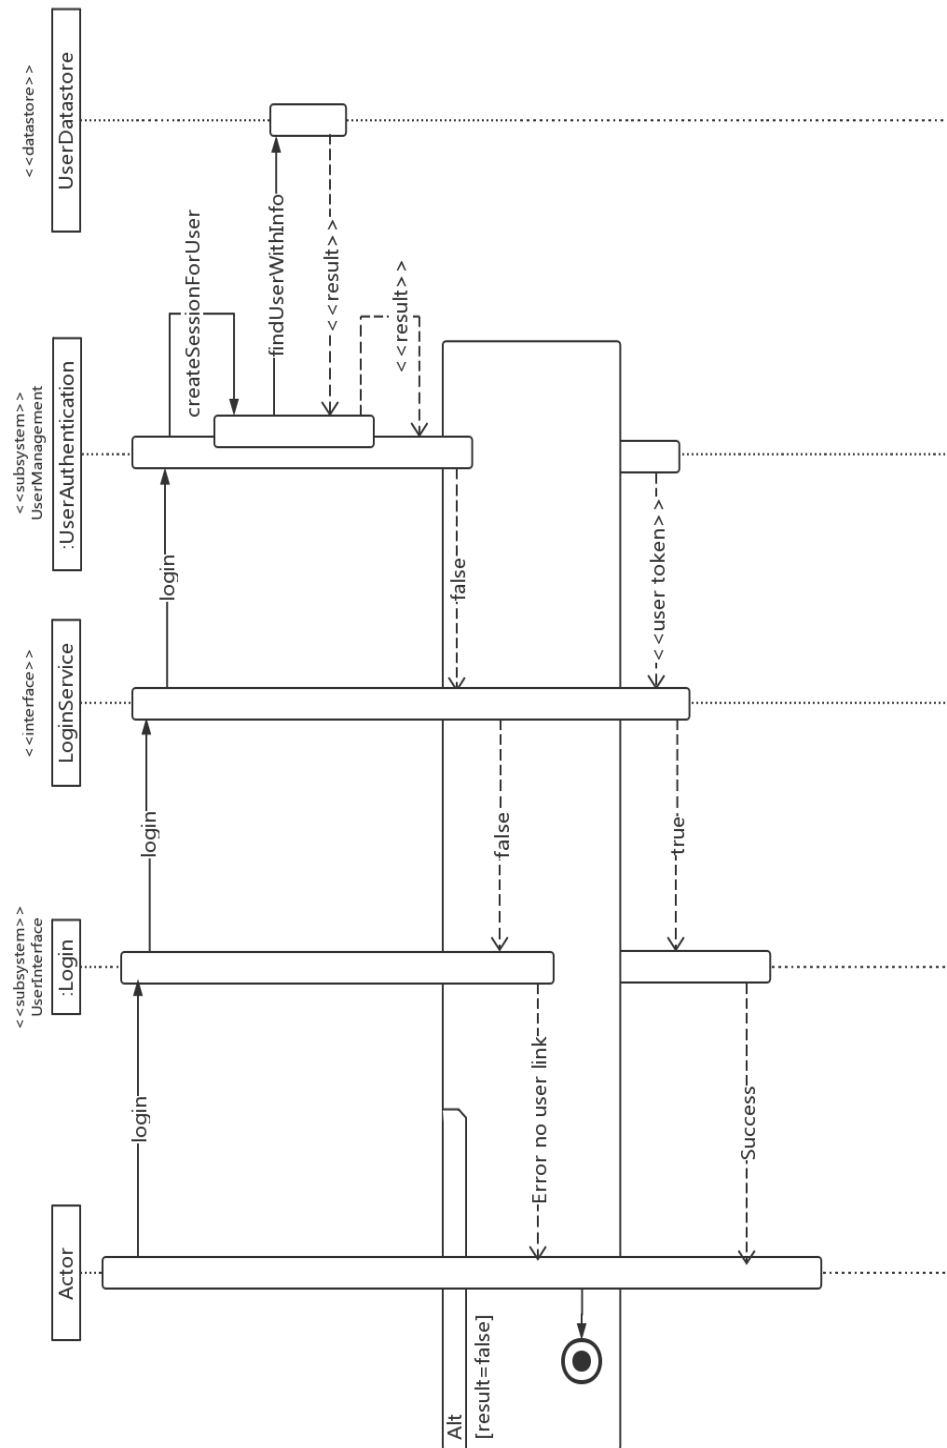 Actor
<<subsystem>>
UserInterface
:Login
<<interface>>
LoginService
<<subsystem>>
UserManagement
:UserAuthentication
<<datastore>>
UserDatastore
login
login
login
createSessionForUser
findUserWithInfo
<<result>>
<<result>>
Alt
[result=false]
false
false
Error no user link
<<user token>>
true
Success